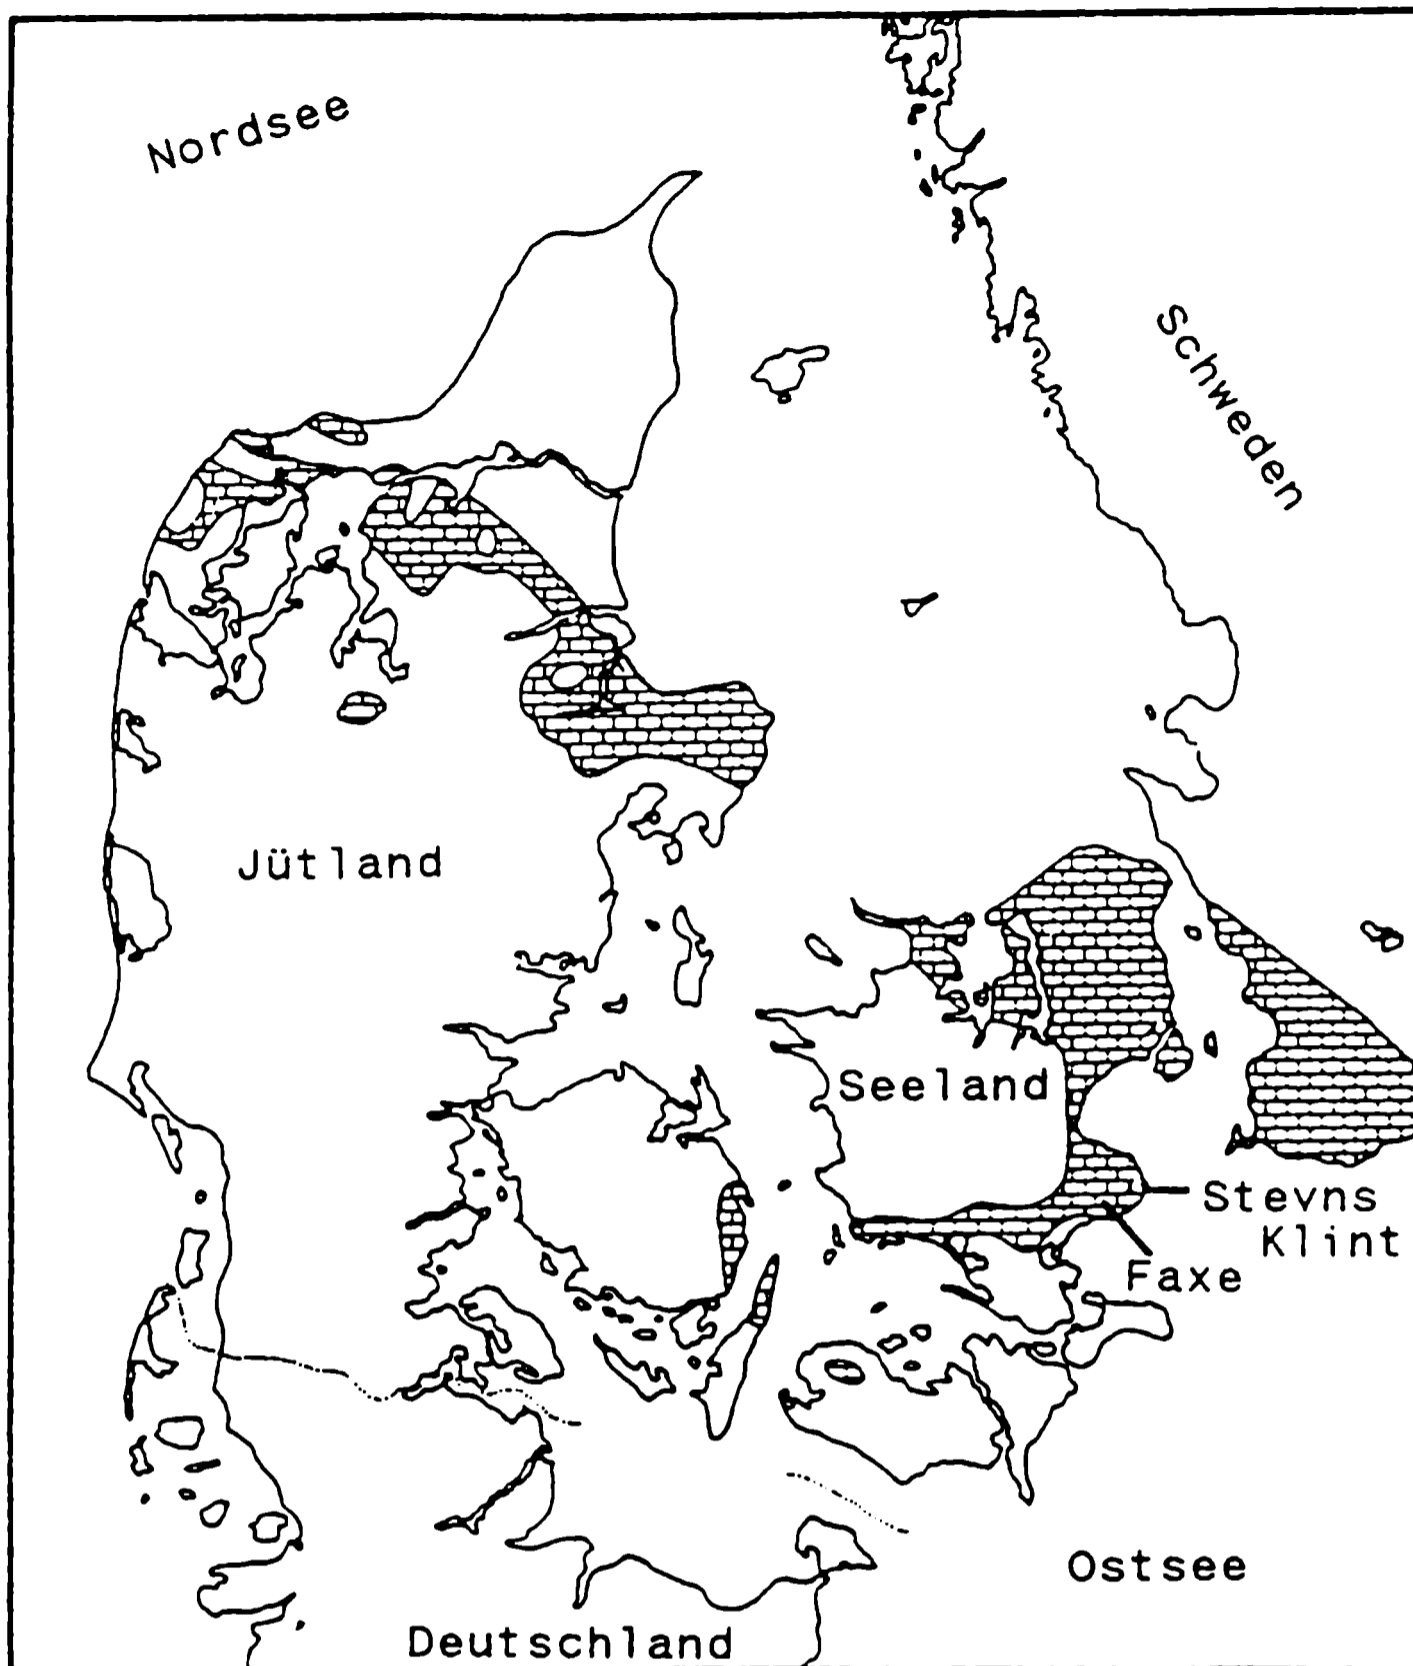 Nordsee
Schweden
Jütland
Seeland
Stevns
Klint
Faxe
Ostsee
Deutschland